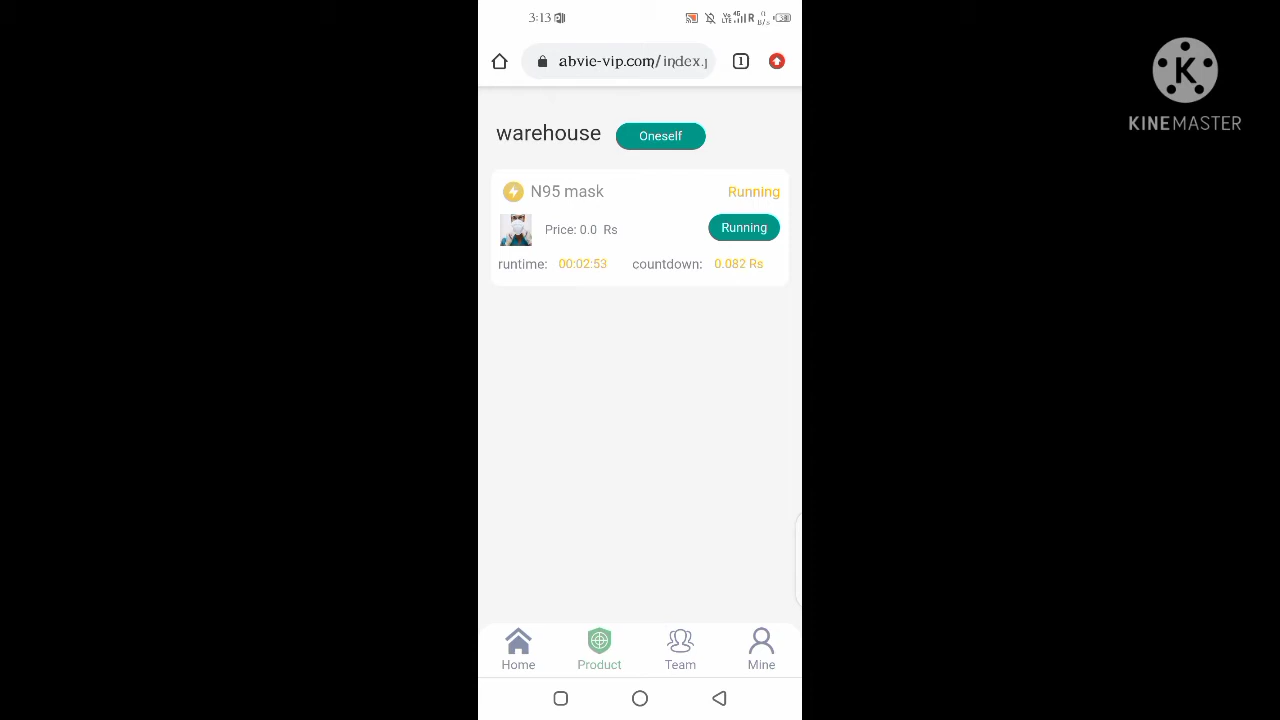 3:13
abvie-vip.com/index.p
1
KINEMASTER
warehouse
Oneself
N95 mask
Running
Price: 0.0 Rs
Running
runtime: 00:02:53 countdown: 0.082 Rs
Home
Product
Team
Mine